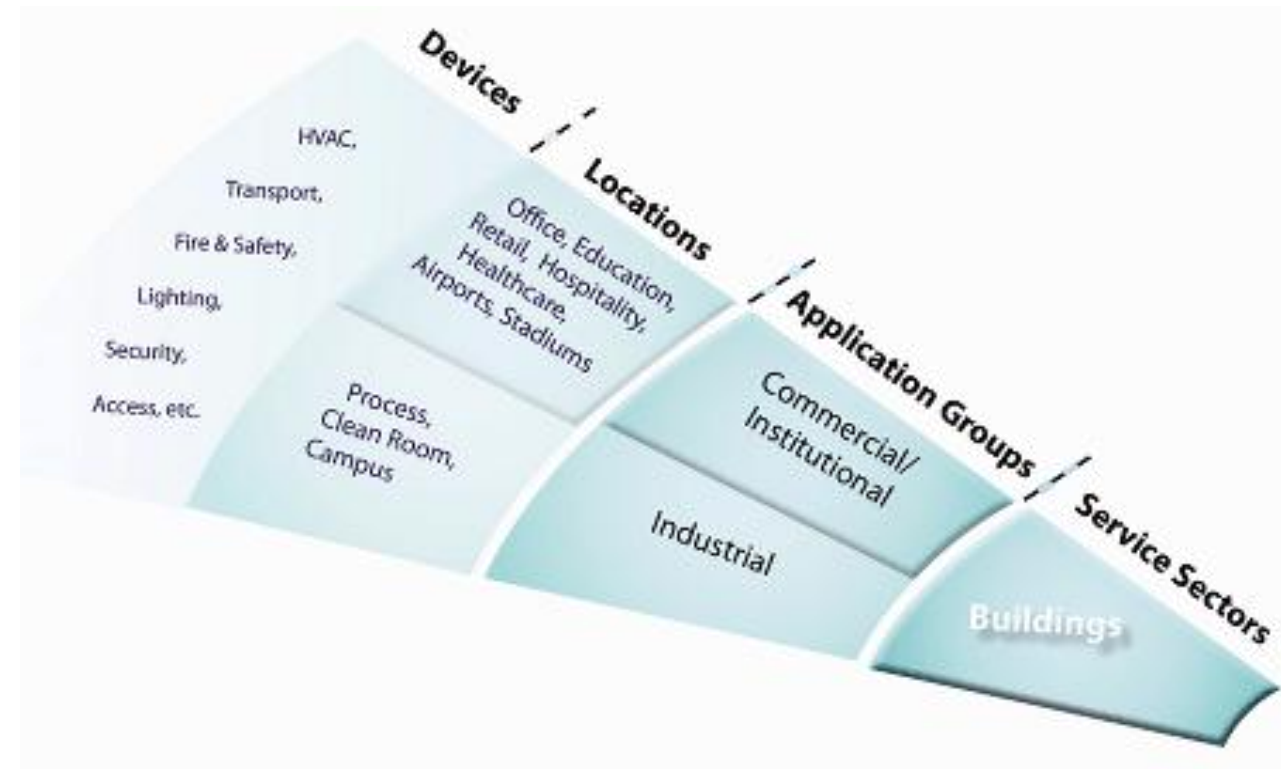 Devices
Locations
Application Groups
Service Sectors
HVAC,
Transport,
Fire & Safety,
Lighting,
Security,
Access, etc.
Office, Education,
Retail, Hospitality,
Healthcare,
Airports, Stadiums
Process,
Clean Room,
Campus
Commercial/
Institutional
Industrial
Buildings